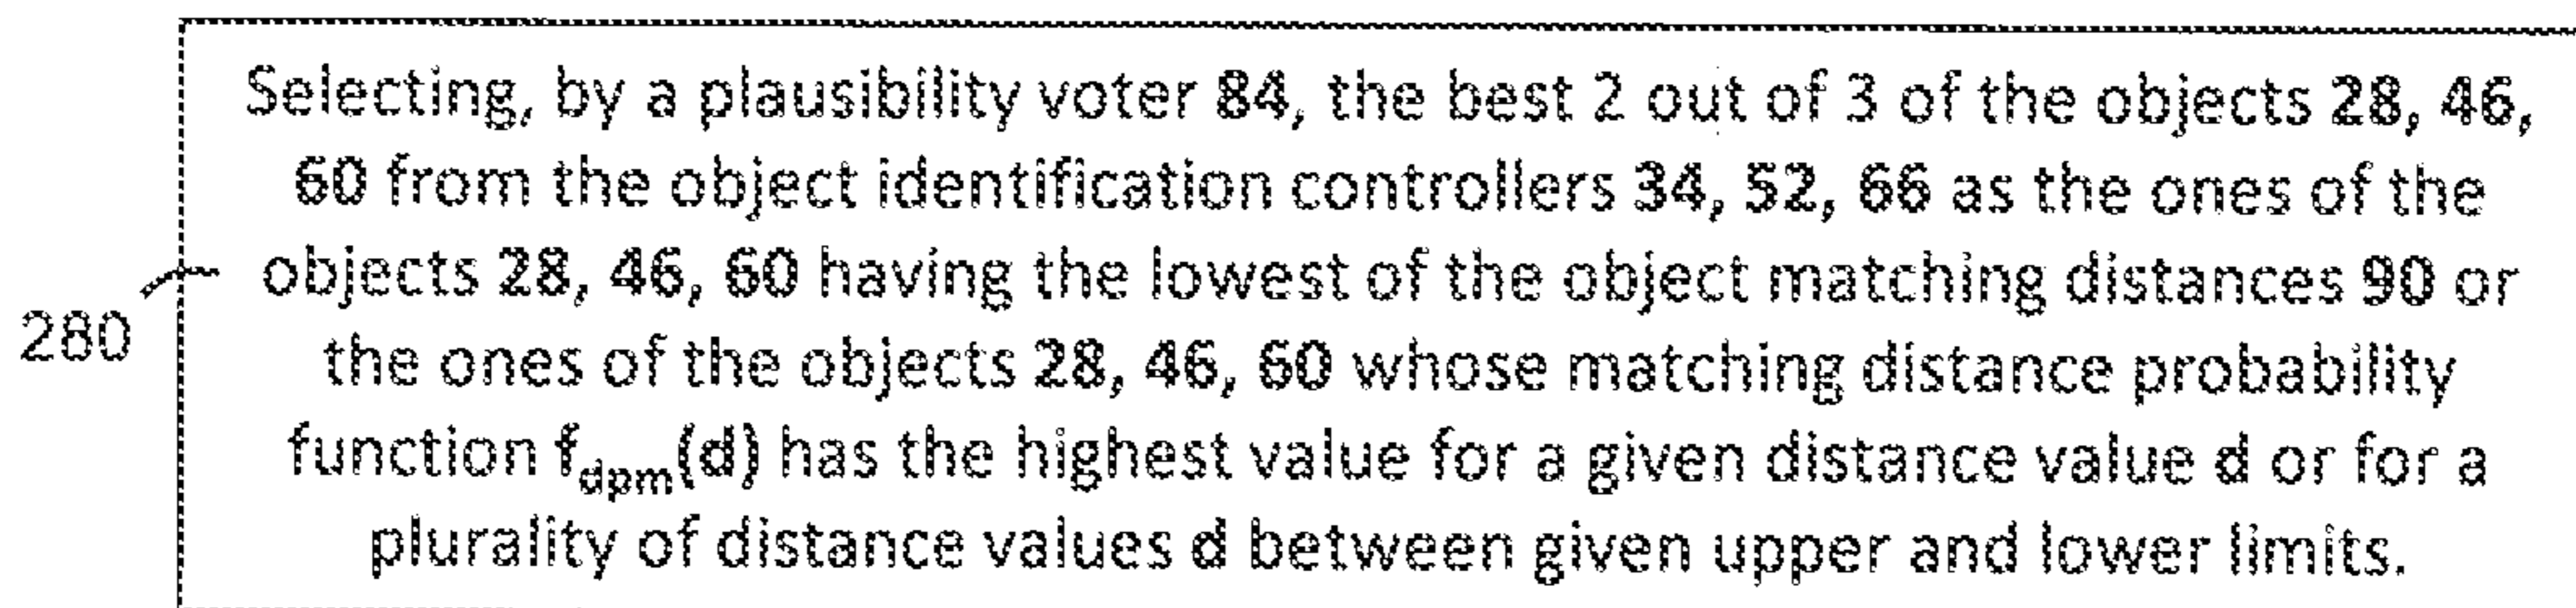 Selecting, by a plausibility voter 84, the best 2 out of 3 of the objects 28, 46,
60 from the object identification controllers 34, 52, 66 as the ones of the
objects 28, 46, 60 having the lowest of the object matching distances 90 or
280
the ones of the objects 28, 46, 60 whose matching distance probability
function fdpm(d) has the highest value for a given distance value d or for a
plurality of distance values d between given upper and lower limits.